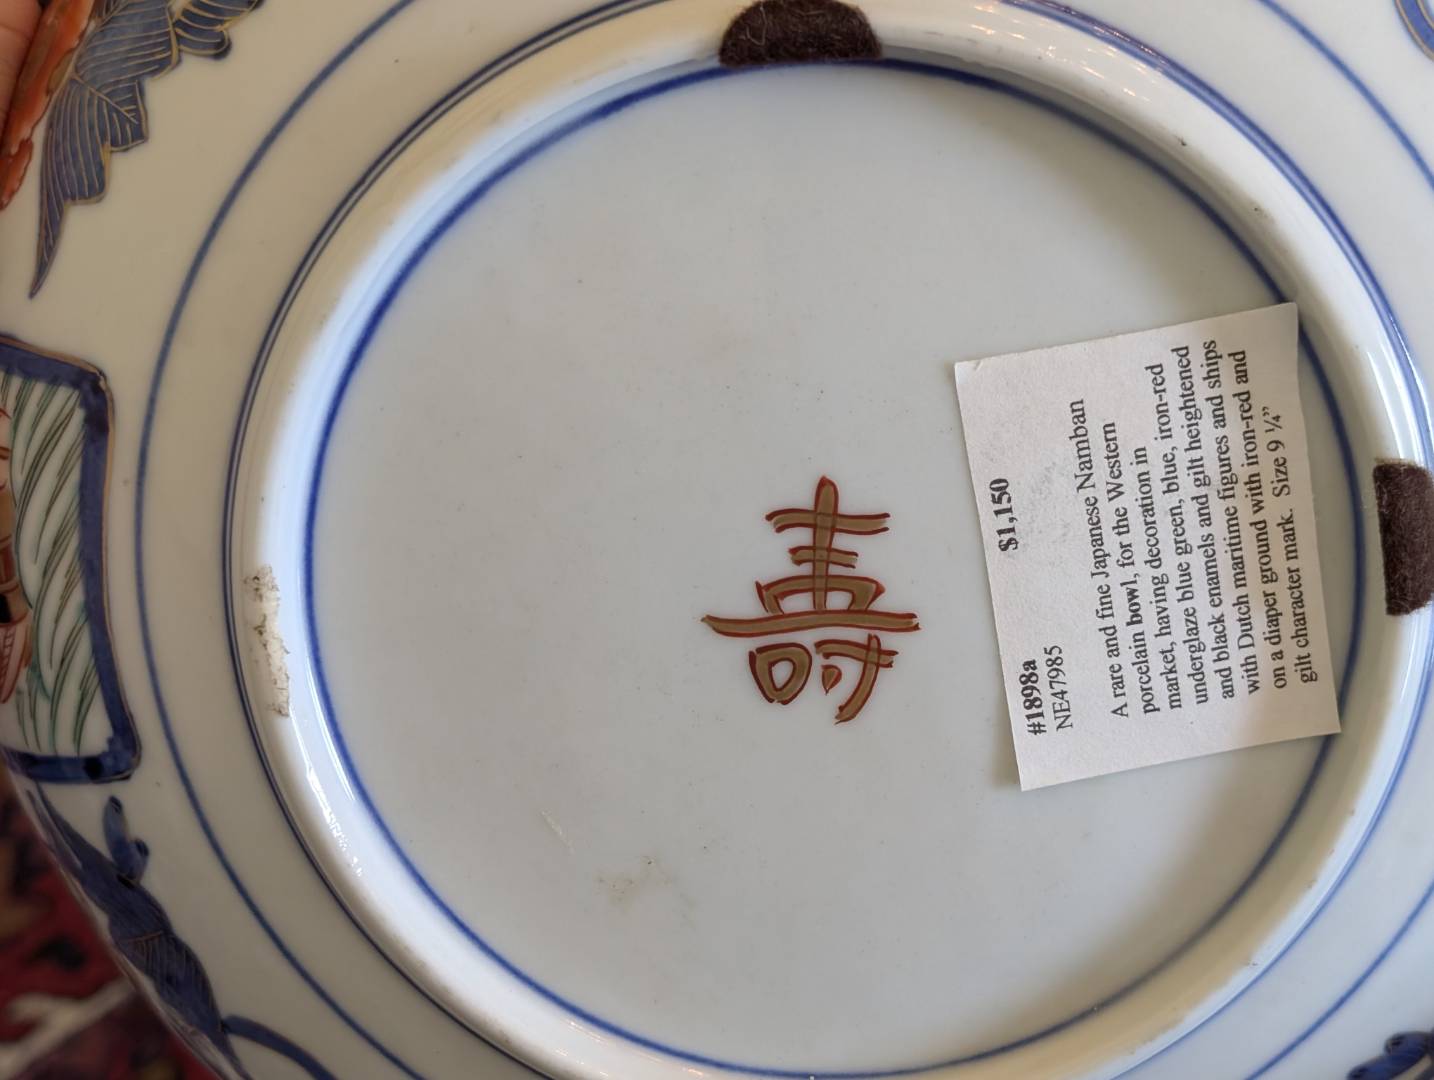 壽
#1898a $1,150
NE47985
A rare and fine Japanese Namban
porcelain bowl, for the Western
market, having decoration in
underglaze blue green, blue, iron-red
and black enamels and gilt heightened
with Dutch maritime figures and ships
on a diaper ground with iron-red and
gilt character mark. Size 9 ¼”